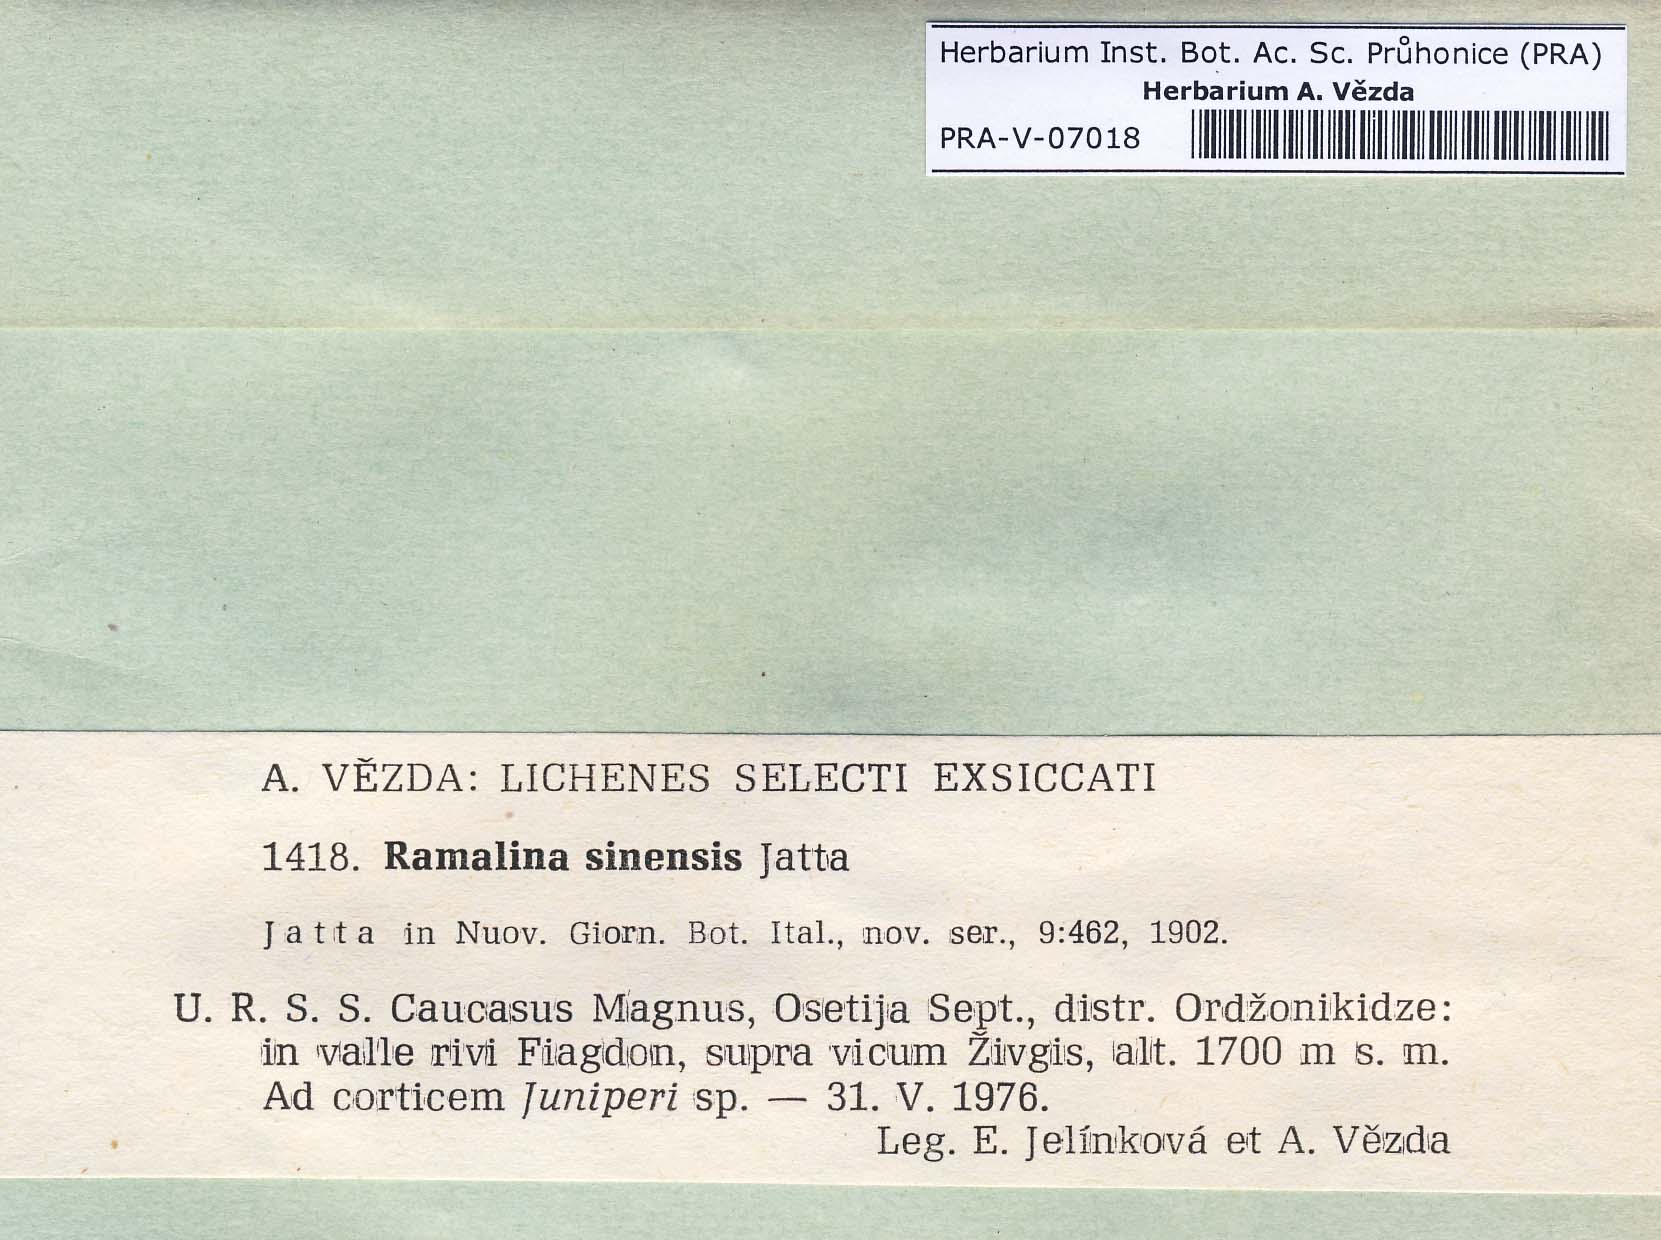 Herbarium Inst. Bot. Ac. Sc. Průhonice (PRA)
Herbarium A. Vězda
PRA-V-07018
A. VĚZDA: LICHENES SELECTI EXSICCATI
1418. Ramalina sinensis Jatta
Jatta in Nuov. Giorn. Bot. Ital., nov. ser., 9:462, 1902.
U. R. S. S. Caucasus Magnus, Osetija Sept., distr. Ordžonikidze:
in valle rivi Fiagdon, supra vicum Živgis, alt. 1700 m s. m.
Ad corticem Juniperi sp. — 31. V. 1976.
Leg. E. Jelínková et A. Vězda